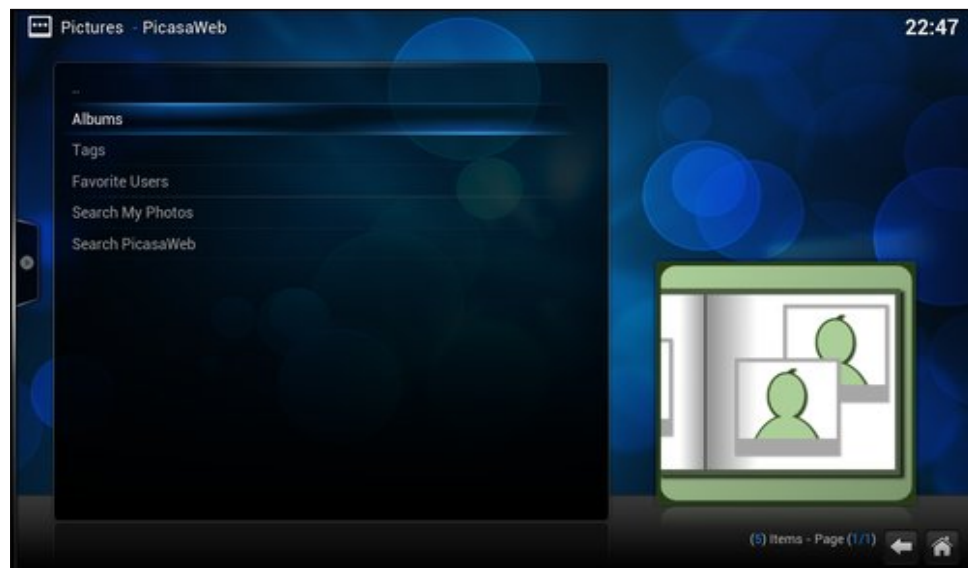 Pictures - PicasaWeb
22:47
..
Albums
Tags
Favorite Users
Search My Photos
Search PicasaWeb
(5) Items - Page (1/1)